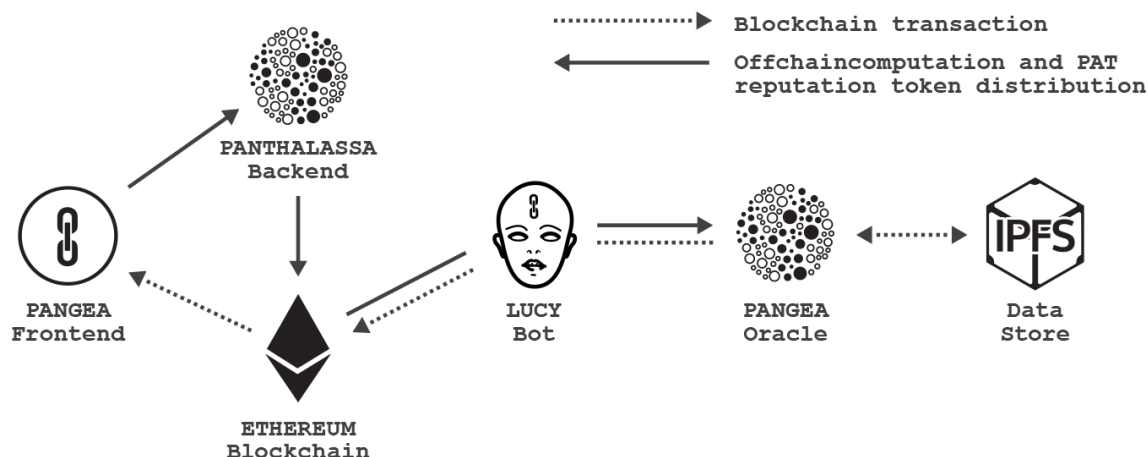 Blockchain transaction
Offchaincomputation and PAT
reputation token distribution
PANTHALASSA
Backend
PANGEA
Frontend
ETHEREUM
Blockchain
LUCY
Bot
PANGEA
Oracle
IPFS
Data
Store